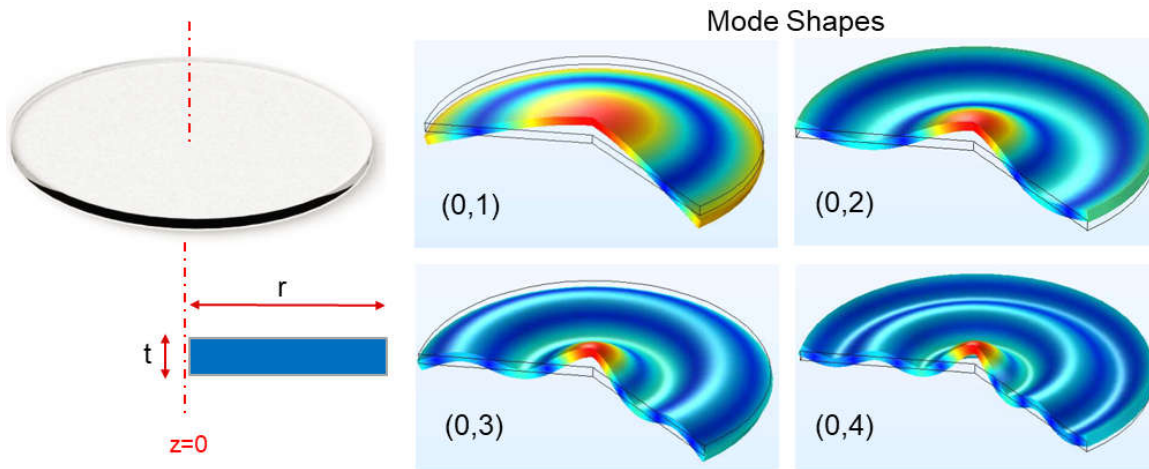 Mode Shapes
(0,1)
(0,2)
r
t
z=0
(0,3)
(0,4)